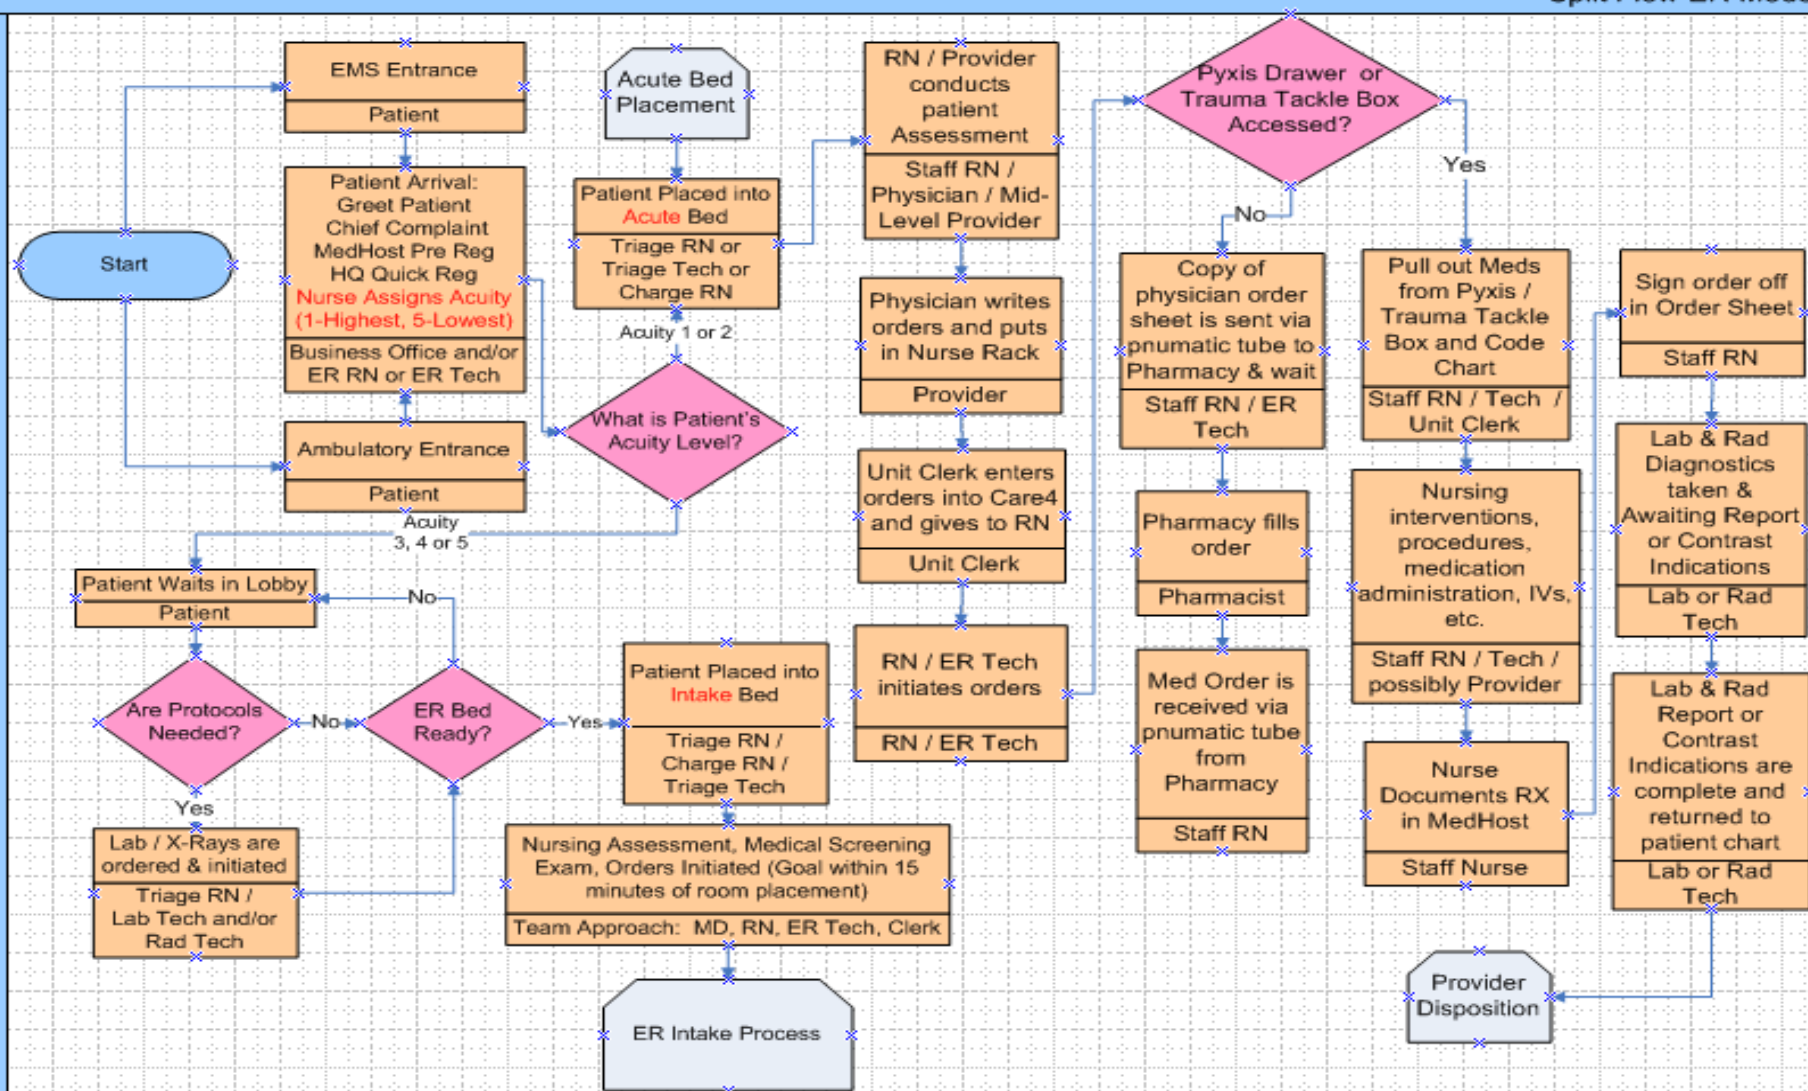 EMS Entrance
Patient
Patient Arrival:
Greet Patient
Chief Complaint
MedHost Pre Reg
HQ Quick Reg
Nurse Assigns Acuity
(1-Highest, 5-Lowest)
Business Office and/or
ER RN or ER Tech
Start
Ambulatory Entrance
Patient
Acuity
3, 4 or 5
Patient Waits in Lobby
Patient
No
Are Protocols
Needed?
No
ER Bed
Ready?
Yes
Yes
Lab / X-Rays are
ordered & initiated
Triage RN /
Lab Tech and/or
Rad Tech
Acute Bed
Placement
Patient Placed into
Acute Bed
Triage RN or
Triage Tech or
Charge RN
Acuity 1 or 2
What is Patient's
Acuity Level?
Patient Placed into
Intake Bed
Triage RN /
Charge RN /
Triage Tech
Nursing Assessment, Medical Screening
Exam, Orders Initiated (Goal within 15
minutes of room placement)
Team Approach: MD, RN, ER Tech, Clerk
ER Intake Process
RN / Provider
conducts
patient
Assessment
Staff RN /
Physician / Mid-
Level Provider
Physician writes
orders and puts
in Nurse Rack
Provider
Unit Clerk enters
orders into Care4
and gives to RN
Unit Clerk
RN / ER Tech
initiates orders
RN / ER Tech
Pyxis Drawer or
Trauma Tackle Box
Accessed?
Yes
No
Copy of
physician order
sheet is sent via
pnumatic tube to
Pharmacy & wait
Staff RN / ER
Tech
Pharmacy fills
order
Pharmacist
Med Order is
received via
pnumatic tube
from
Pharmacy
Staff RN
Pull out Meds
from Pyxis /
Trauma Tackle
Box and Code
Chart
Staff RN / Tech /
Unit Clerk
Nursing
interventions,
procedures,
medication
administration, IVs,
etc.
Staff RN / Tech /
possibly Provider
Nurse
Documents RX
in MedHost
Staff Nurse
Sign order off
in Order Sheet
Staff RN
Lab & Rad
Diagnostics
taken &
Awaiting Report
or Contrast
Indications
Lab or Rad
Tech
Lab & Rad
Report or
Contrast
Indications are
complete and
returned to
patient chart
Lab or Rad
Tech
Provider
Disposition